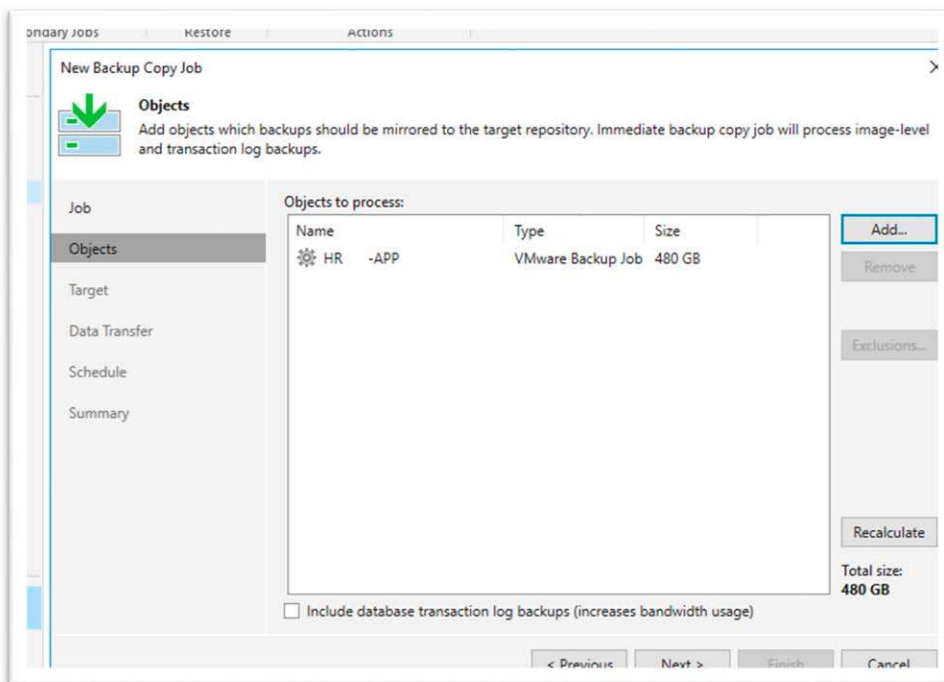 ondary Jobs Restore Actions
New Backup Copy Job
Objects
Add objects which backups should be mirrored to the target repository. Immediate backup copy job will process image-level
and transaction log backups.
Job
Objects
Target
Data Transfer
Schedule
Summary
Objects to process:
Name Type Size
HR -APP VMware Backup Job 480 GB
Add...
Remove
Exclusions...
Recalculate
Total size:
480 GB
Include database transaction log backups (increases bandwidth usage)
< Previous Next > Finish Cancel